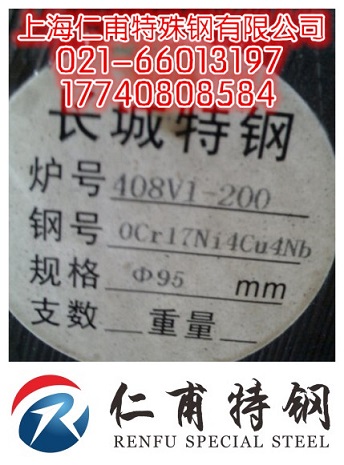 上海仁甫特殊钢有限公司
021-66013197
17740808584
长城特钢
炉号 408V1-200
钢号 0Cr17Ni4Cu4Nb
规格 Φ95 mm
支数 重量
仁甫特钢
RENFU SPECIAL STEEL